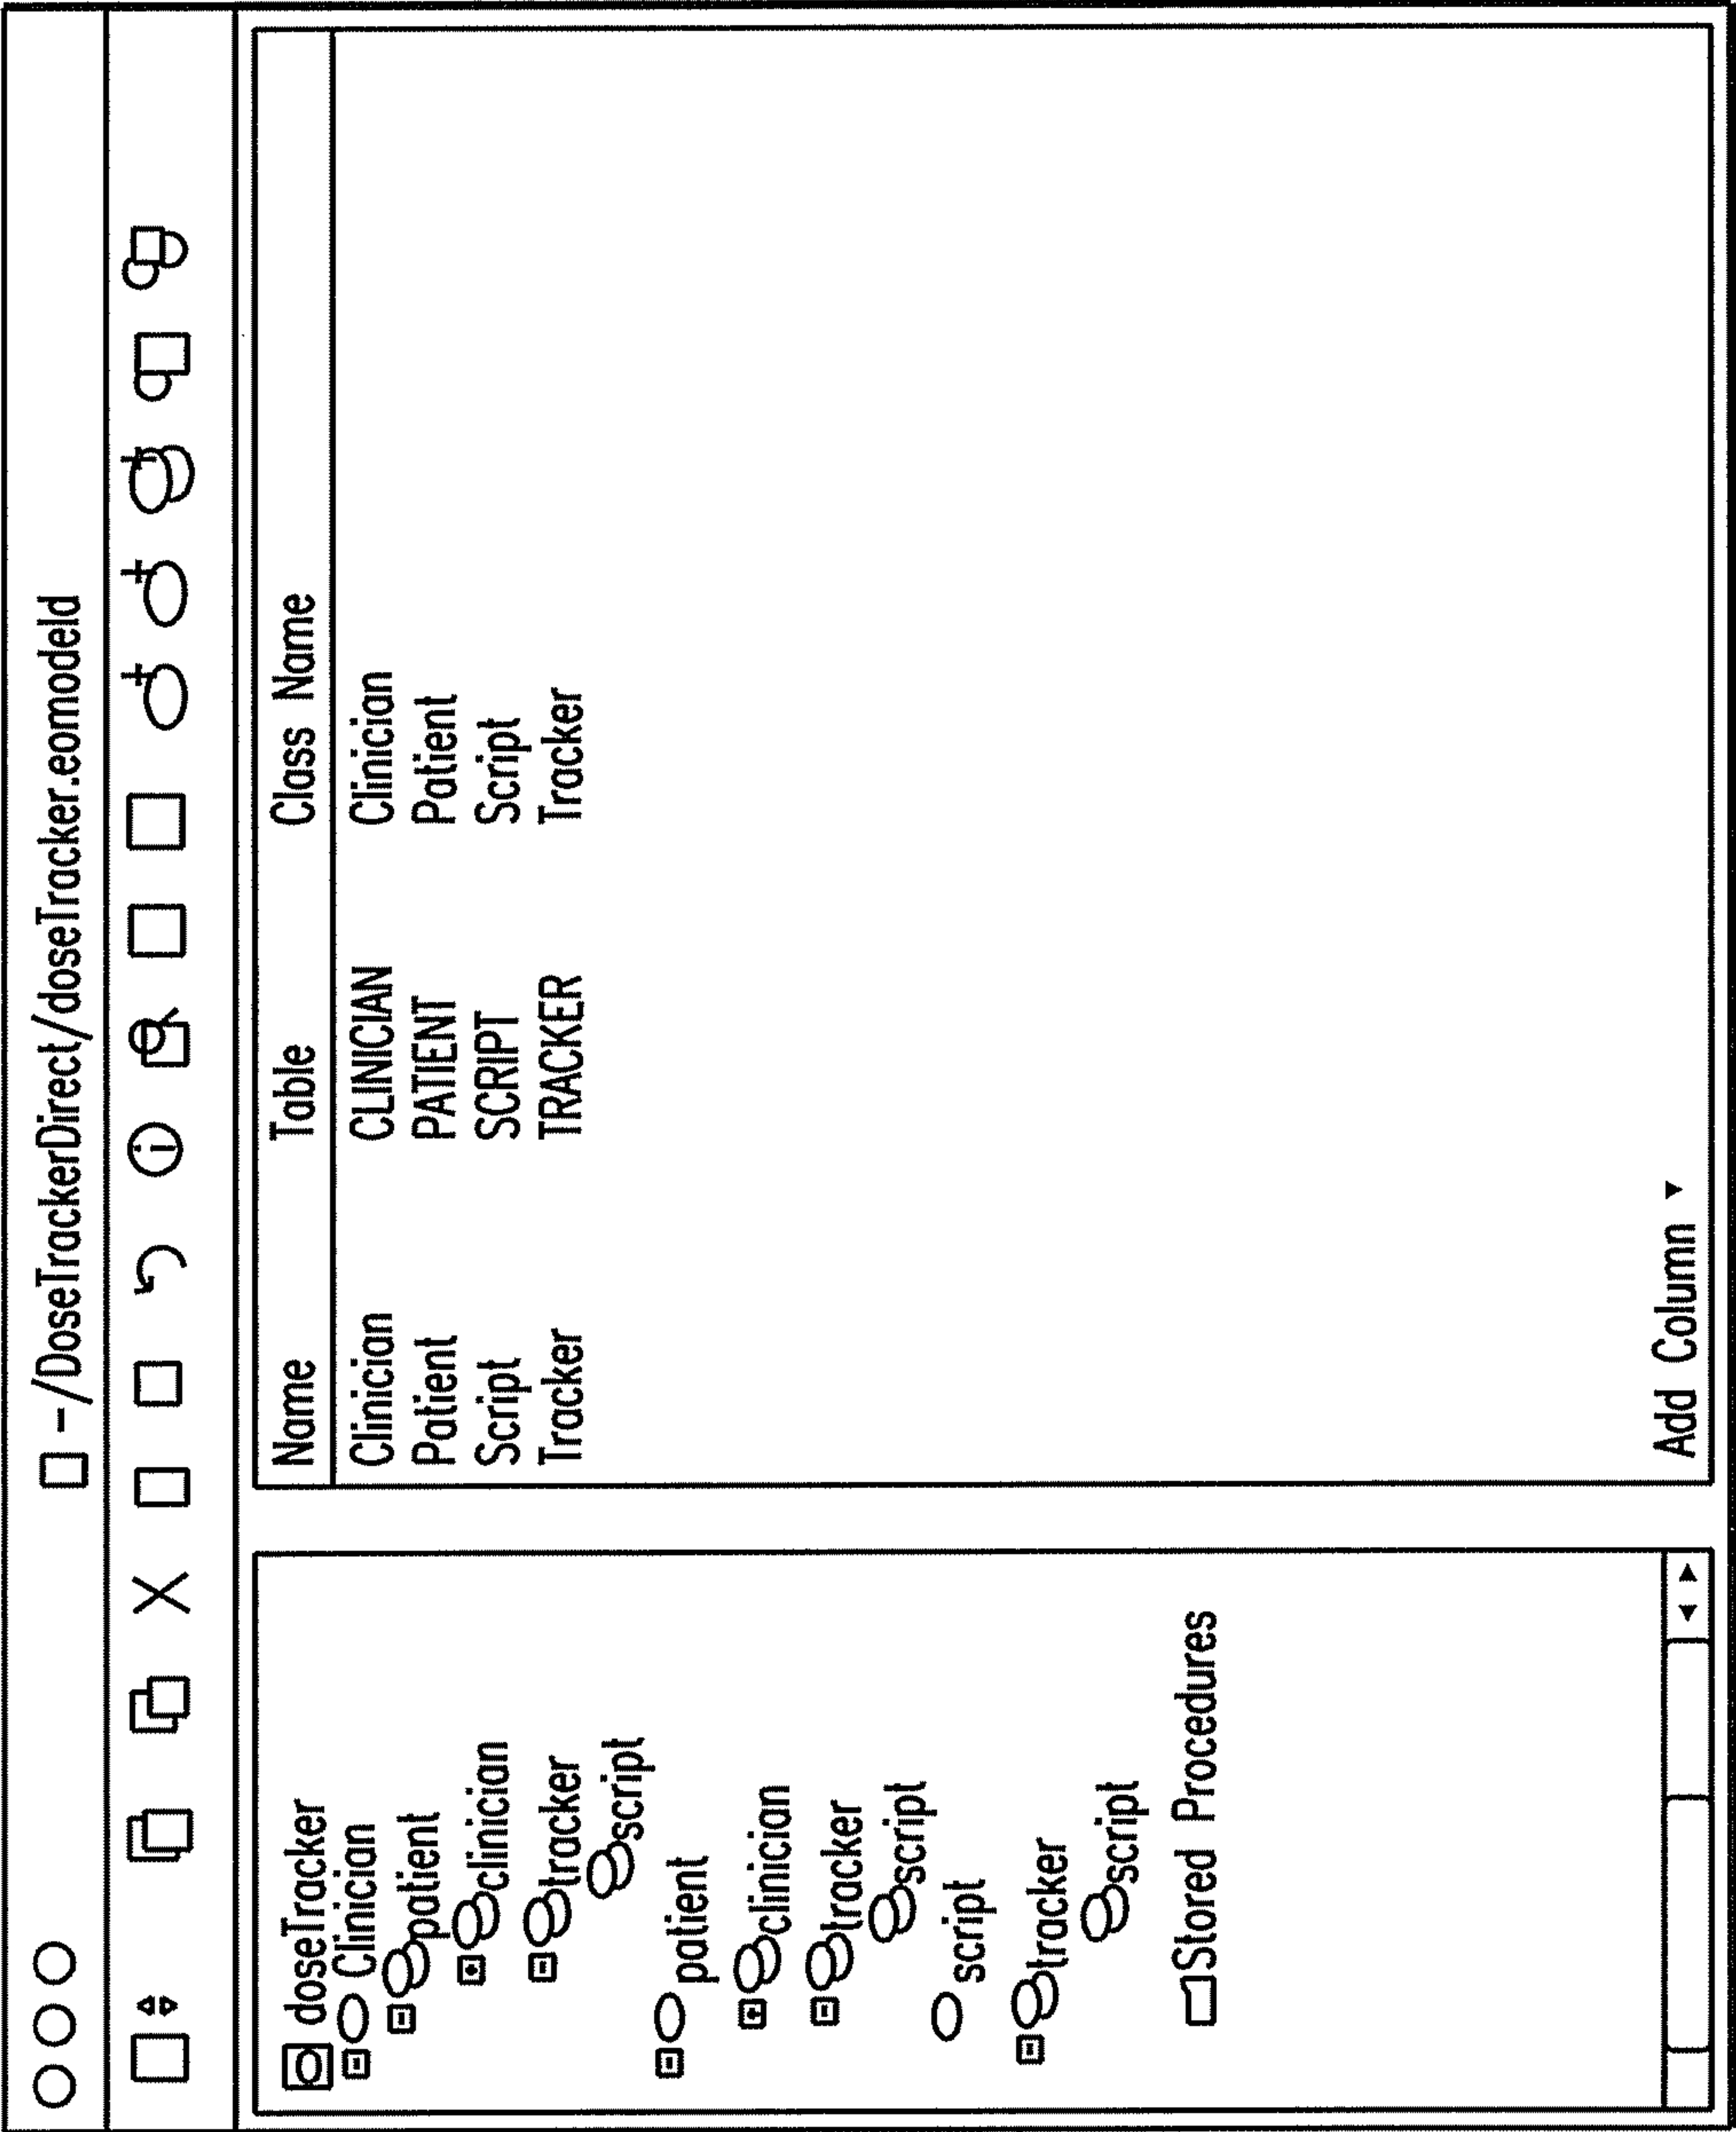 -/DoseTrackerDirect/doseTracker.eomodeld
doseTracker
Clinician
patient
clinician
tracker
script
patient
clinician
tracker
script
script
tracker
script
Stored Procedures
Name Table Class Name
Clinician CLINICIAN Clinician
Patient PATIENT Patient
Script SCRIPT Script
Tracker TRACKER Tracker
Add Column